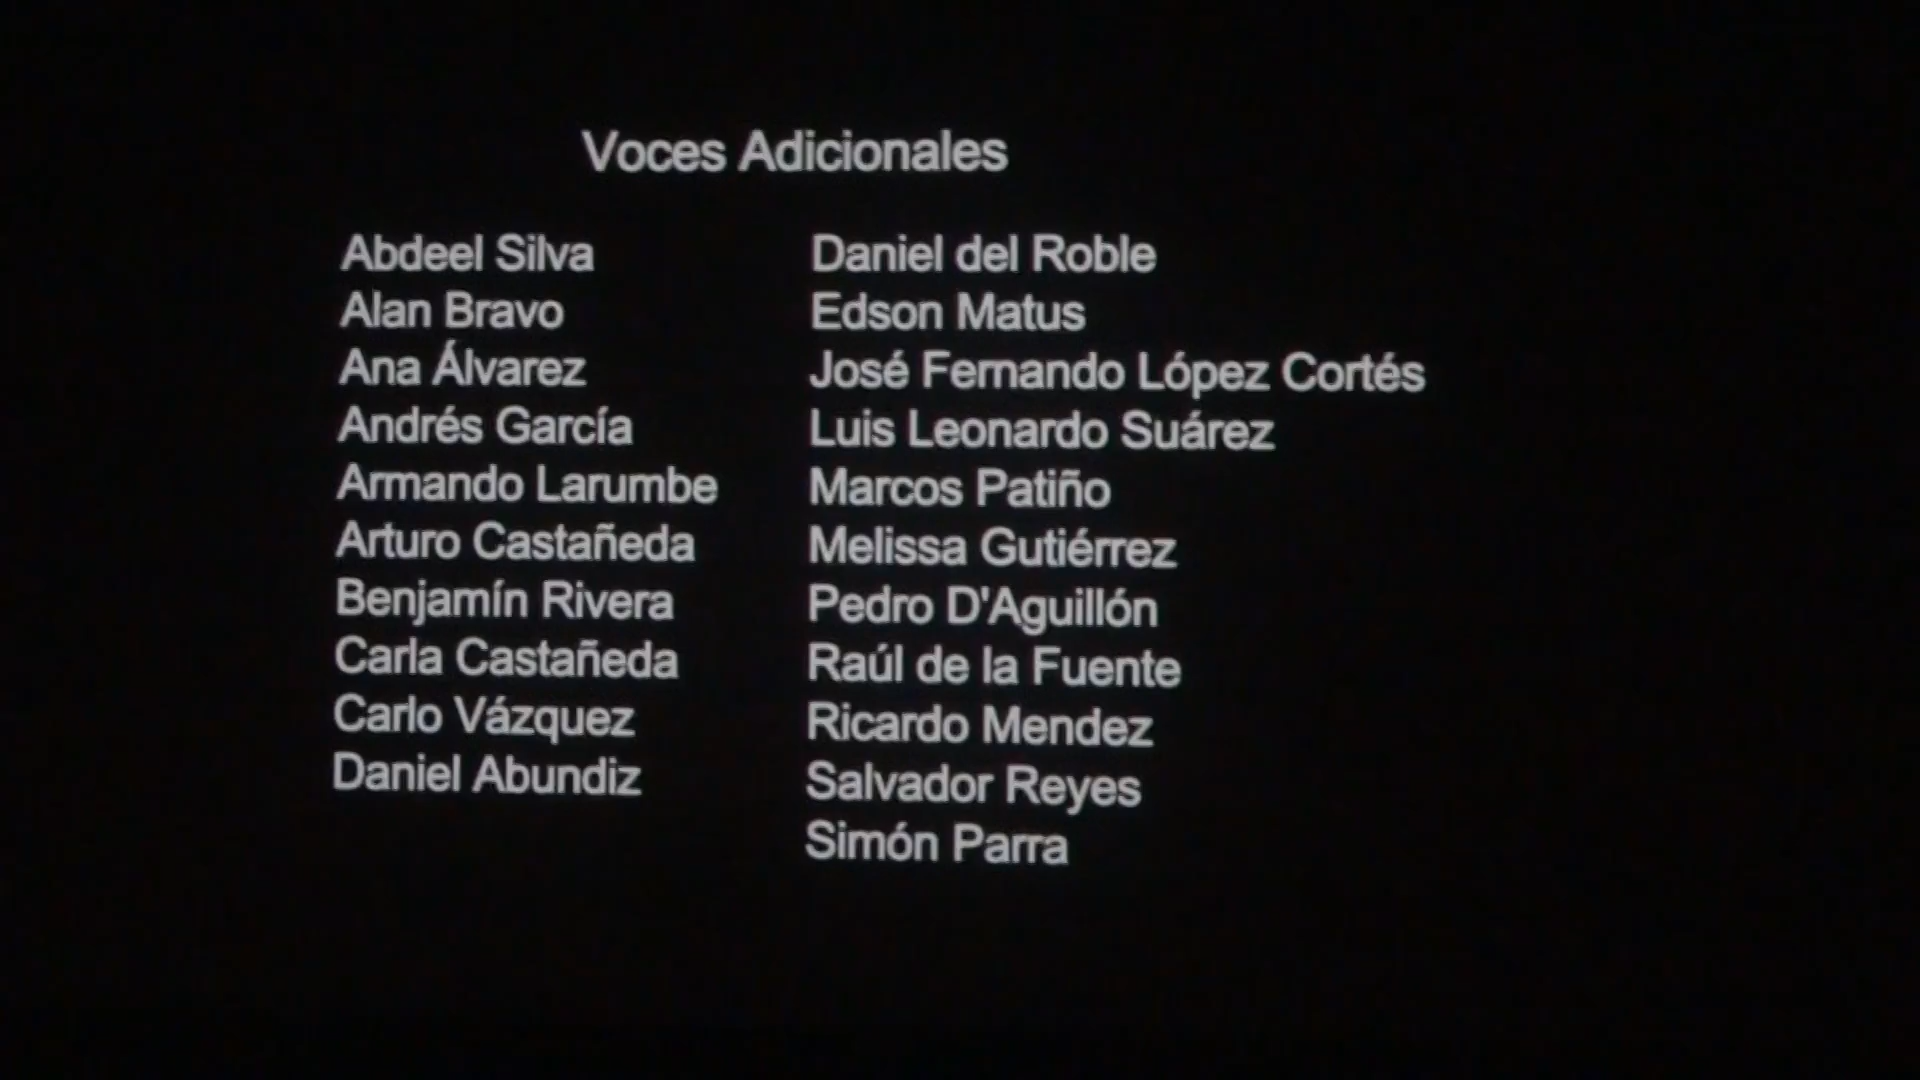 Voces Adicionales
Abdeel Silva
Alan Bravo
Ana Álvarez
Andrés García
Armando Larumbe
Arturo Castañeda
Benjamín Rivera
Carla Castañeda
Carlo Vázquez
Daniel Abundiz
Daniel del Roble
Edson Matus
José Fernando López Cortés
Luis Leonardo Suárez
Marcos Patiño
Melissa Gutiérrez
Pedro D'Aguillón
Raúl de la Fuente
Ricardo Mendez
Salvador Reyes
Simón Parra